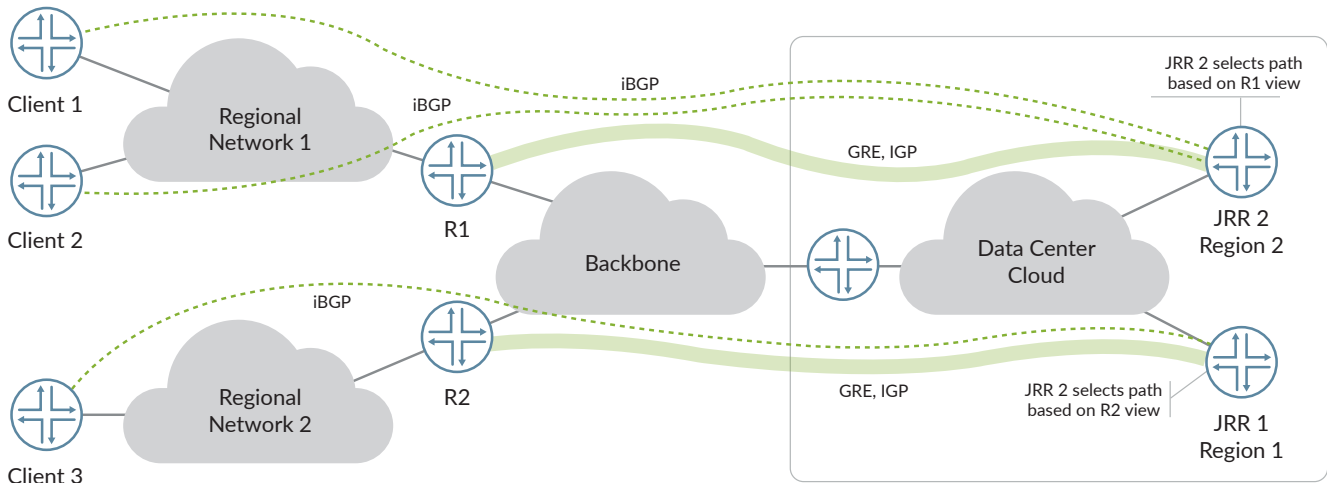 Client 1
Regional
Network 1
iBGP
iBGP
JRR 2 selects path
based on R1 view
Client 2
R1
GRE, IGP
JRR 2
Region 2
Backbone
Data Center
Cloud
iBGP
R2
GRE, IGP
Regional
Network 2
JRR 2 selects path
based on R2 view
JRR 1
Region 1
Client 3